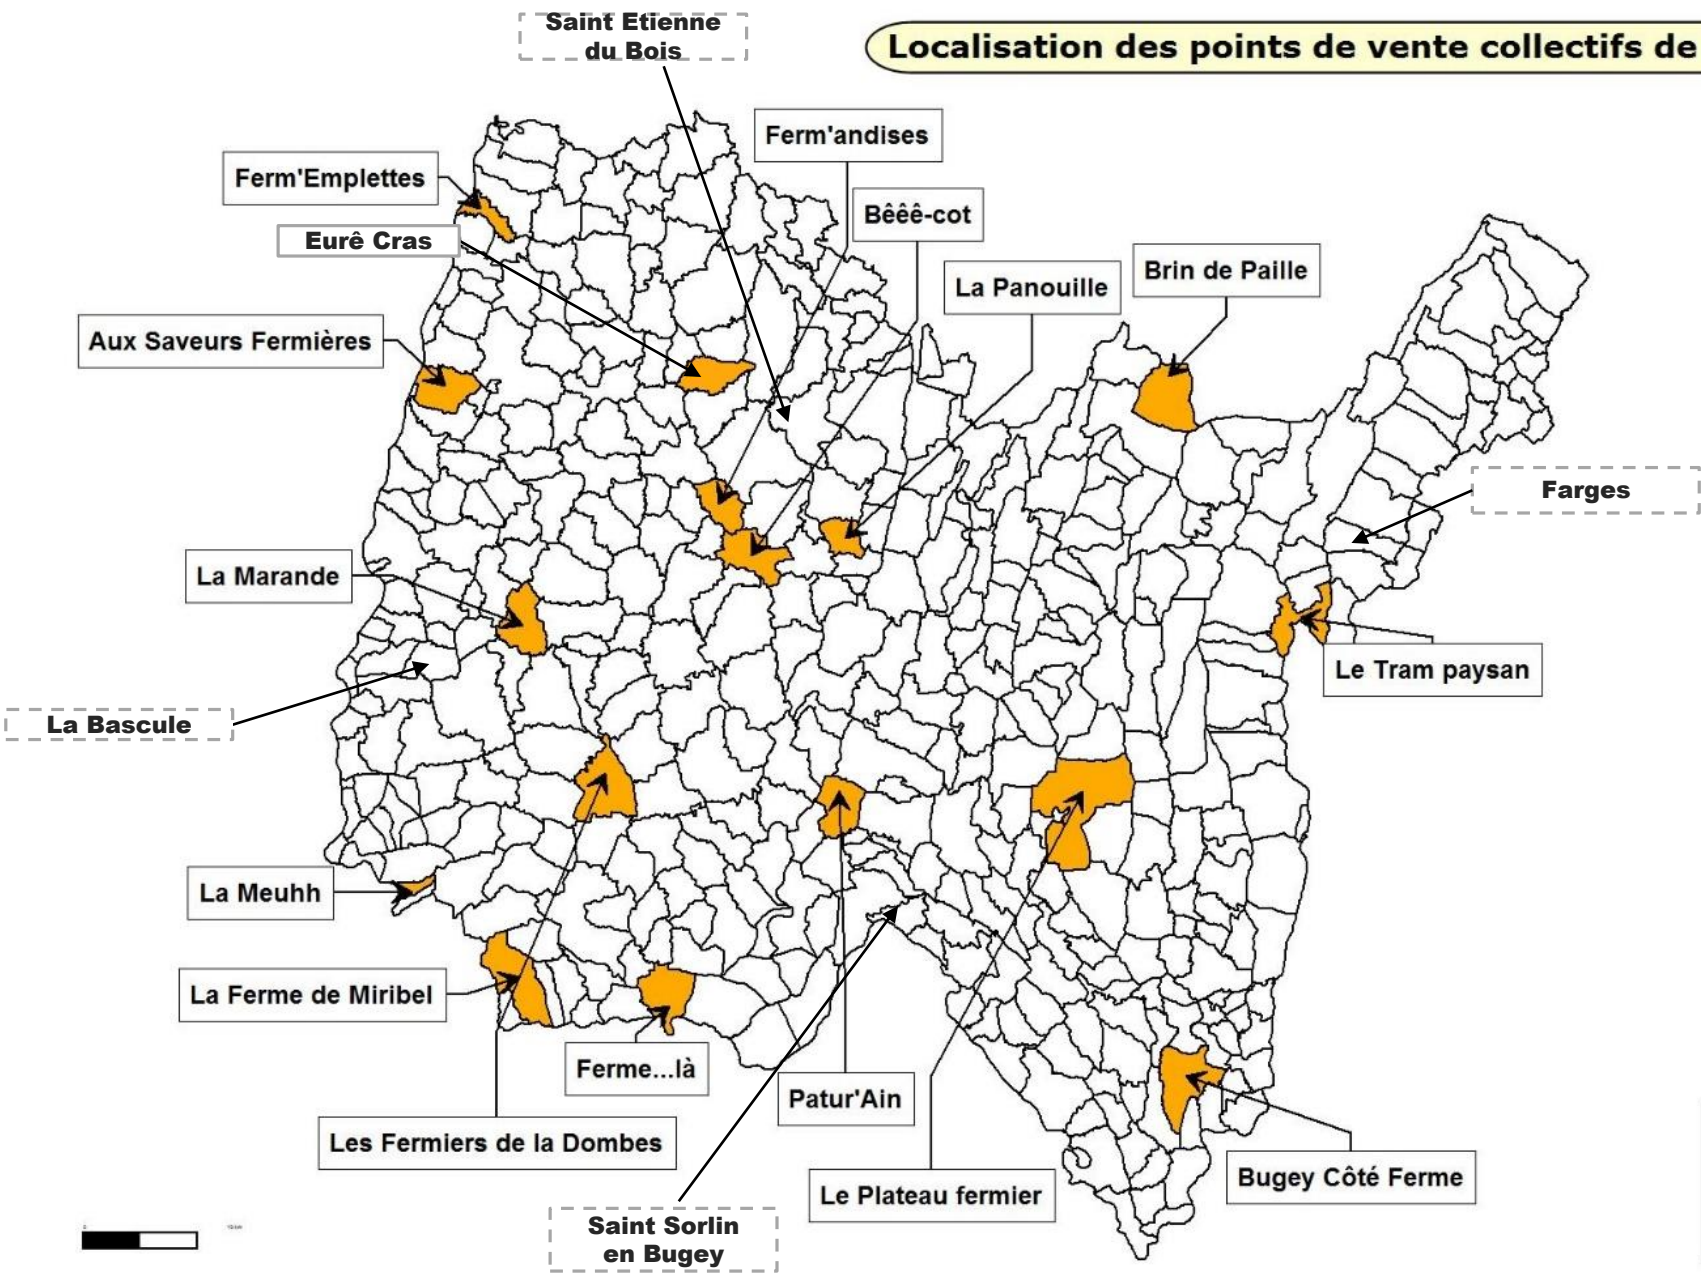 Saint Etienne
du Bois
Localisation des points de vente collectifs de
Ferm'andises
Ferm'Emplettes
Bêêê-cot
Eurê Cras
La Panouille
Brin de Paille
Aux Saveurs Fermières
Farges
La Marande
Le Tram paysan
La Bascule
La Meuhh
La Ferme de Miribel
Ferme...là
Patur'Ain
Les Fermiers de la Dombes
Le Plateau fermier
Bugey Côté Ferme
Saint Sorlin
en Bugey